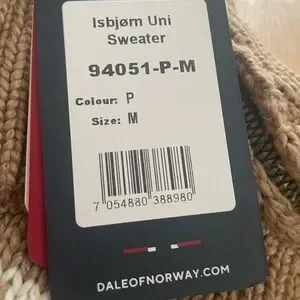 Isbjørn Uni
Sweater
94051-P-M
Colour: P
Size: M
7 054880 388980
DALEOFNORWAY.COM